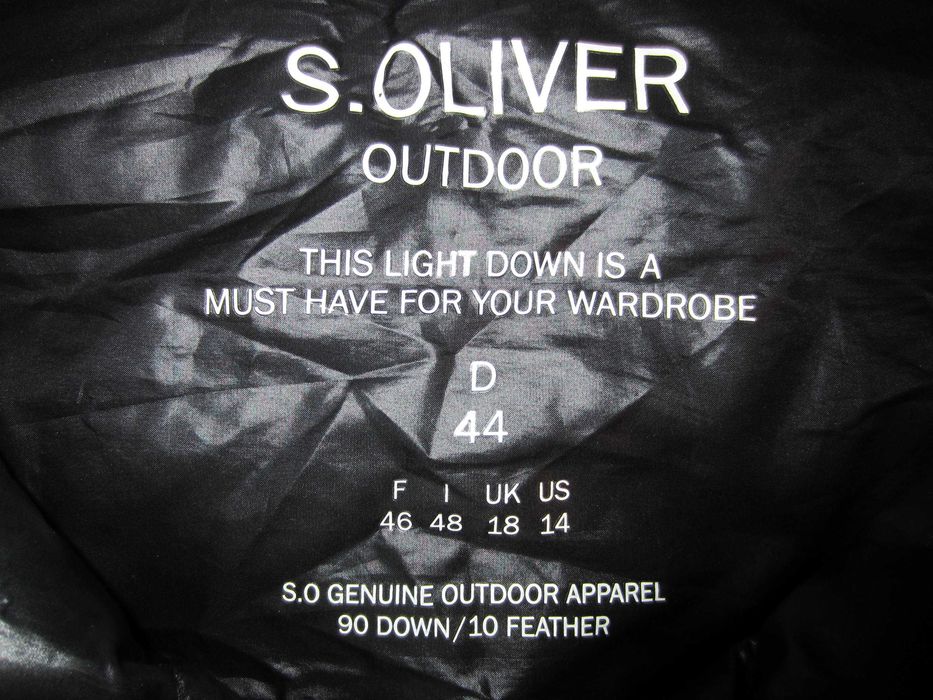 S.OLIVER
OUTDOOR
THIS LIGHT DOWN IS A
MUST HAVE FOR YOUR WARDROBE
D
44
F I UK US
46 48 18 14
S.O GENUINE OUTDOOR APPAREL
90 DOWN/10 FEATHER